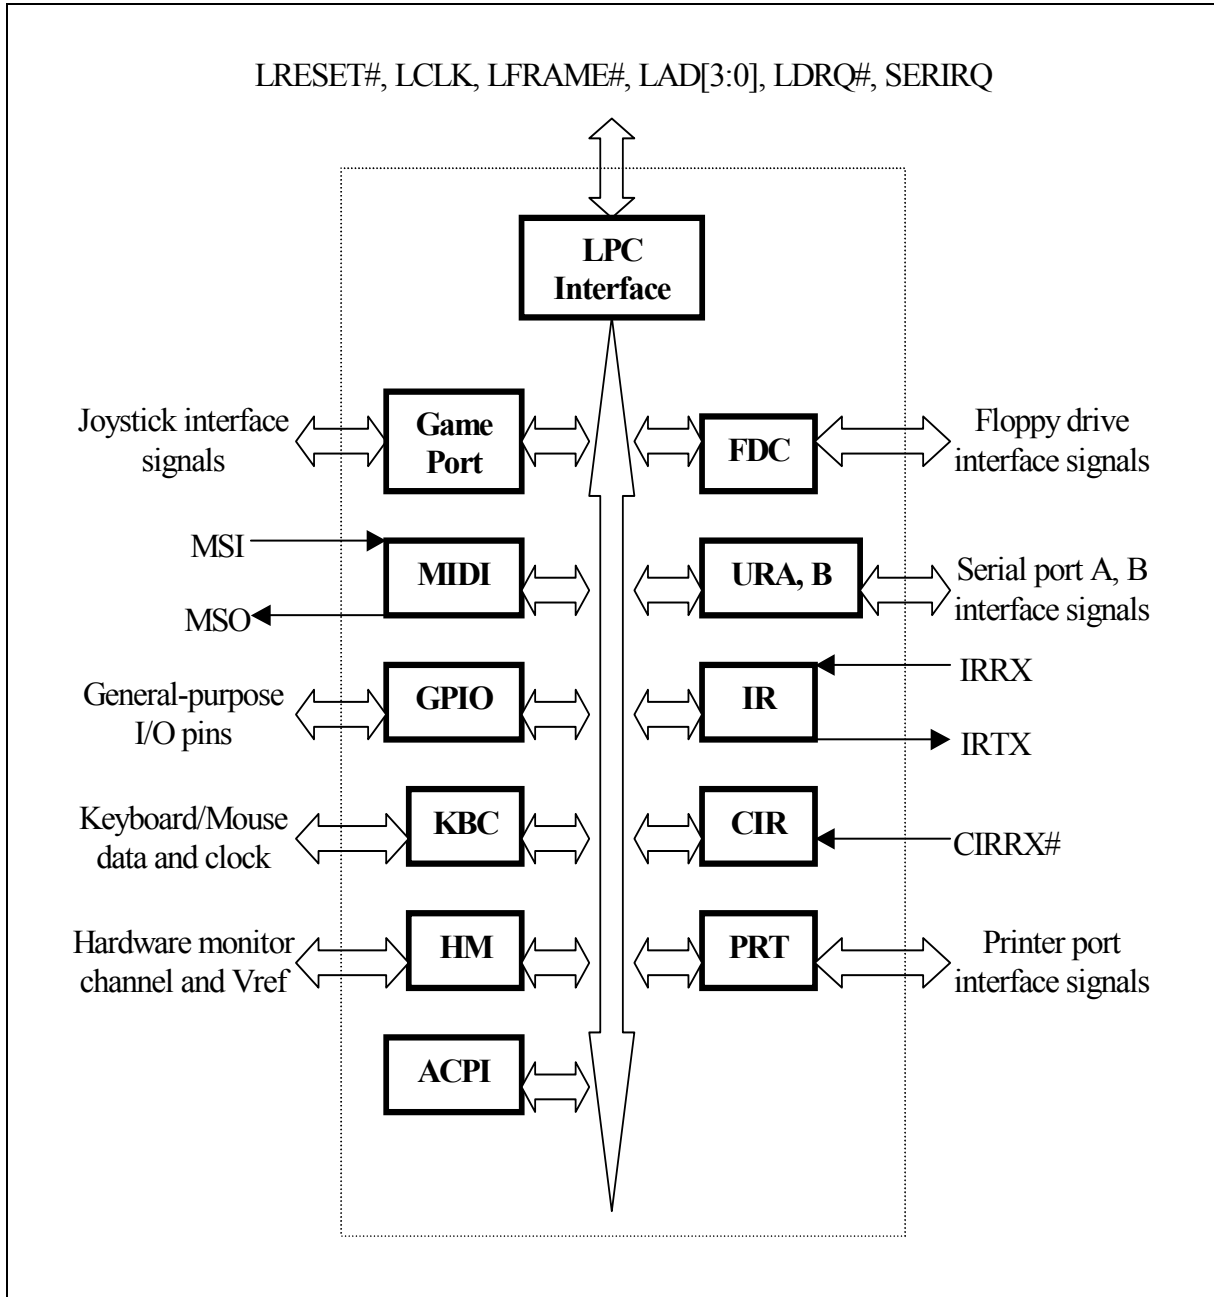 LRESET#, LCLK, LFRAME#, LAD[3:0], LDRQ#, SERIRQ
LPC
Interface
Joystick interface
signals
Game
Port
FDC
Floppy drive
interface signals
MSI
MSO
MIDI
URA, B
Serial port A, B
interface signals
General-purpose
I/O pins
GPIO
IR
IRRX
IRTX
Keyboard/Mouse
data and clock
KBC
CIR
CIRRX#
Hardware monitor
channel and Vref
HM
PRT
Printer port
interface signals
ACPI